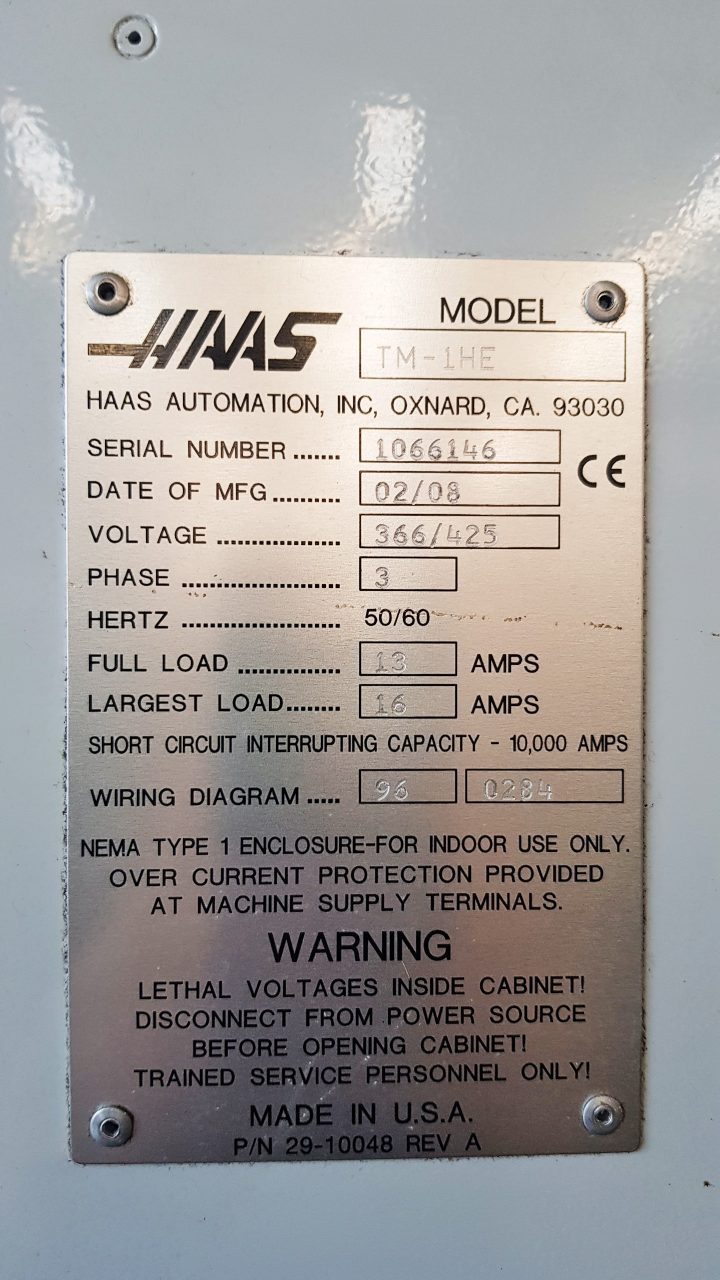 HAAS
MODEL
TM-1HE
HAAS AUTOMATION, INC, OXNARD, CA. 93030
SERIAL NUMBER ....... 1066146
CE
DATE OF MFG .......... 02/08
VOLTAGE .................. 366/425
PHASE ....................... 3
HERTZ ....................... 50/60
FULL LOAD ............... 13 AMPS
LARGEST LOAD........ 16 AMPS
SHORT CIRCUIT INTERRUPTING CAPACITY - 10,000 AMPS
WIRING DIAGRAM ..... 96 0284
NEMA TYPE 1 ENCLOSURE-FOR INDOOR USE ONLY.
OVER CURRENT PROTECTION PROVIDED
AT MACHINE SUPPLY TERMINALS.
WARNING
LETHAL VOLTAGES INSIDE CABINET!
DISCONNECT FROM POWER SOURCE
BEFORE OPENING CABINET!
TRAINED SERVICE PERSONNEL ONLY!
MADE IN U.S.A.
P/N 29-10048 REV A